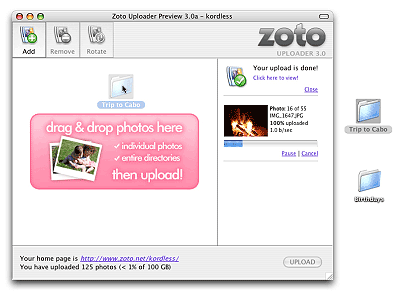 Zoto Uploader Preview 3.0a - kordless
Add
Remove
Rotate
zoto
UPLOADER 3.0
Trip to Cabo
drag & drop photos here
✓ individual photos
✓ entire directories
then upload!
Your upload is done!
Click here to view!
Close
Photo: 16 of 55
IMG_1647.JPG
100% uploaded
1.0 b/sec
Pause | Cancel
Trip to Cabo
Birthdays
Your home page is http://www.zoto.net/kordless/
You have uploaded 125 photos (< 1% of 100 GB)
UPLOAD